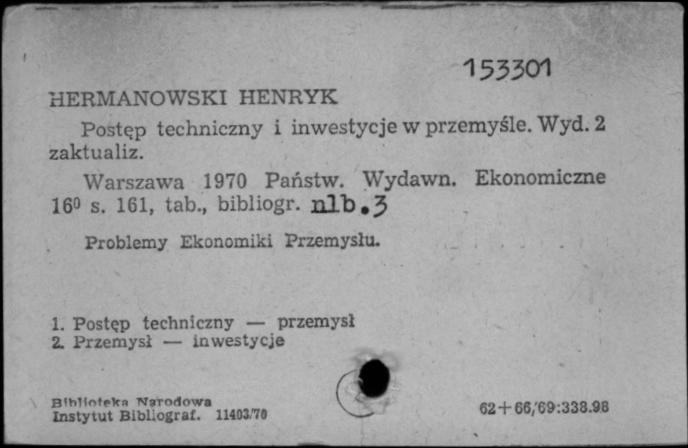 153301
HERMANOWSKI HENRYK
Postęp techniczny i inwestycje w przemyśle. Wyd. 2
zaktualiz.
Warszawa 1970 Państw. Wydawn. Ekonomiczne
16⁰ s. 161, tab., bibliogr. nlb.3
Problemy Ekonomiki Przemysłu.
1. Postęp techniczny — przemysł
2. Przemysł — inwestycje
Biblioteka Narodowa
Instytut Bibliograf. 11403/70
62+66/69:338.98